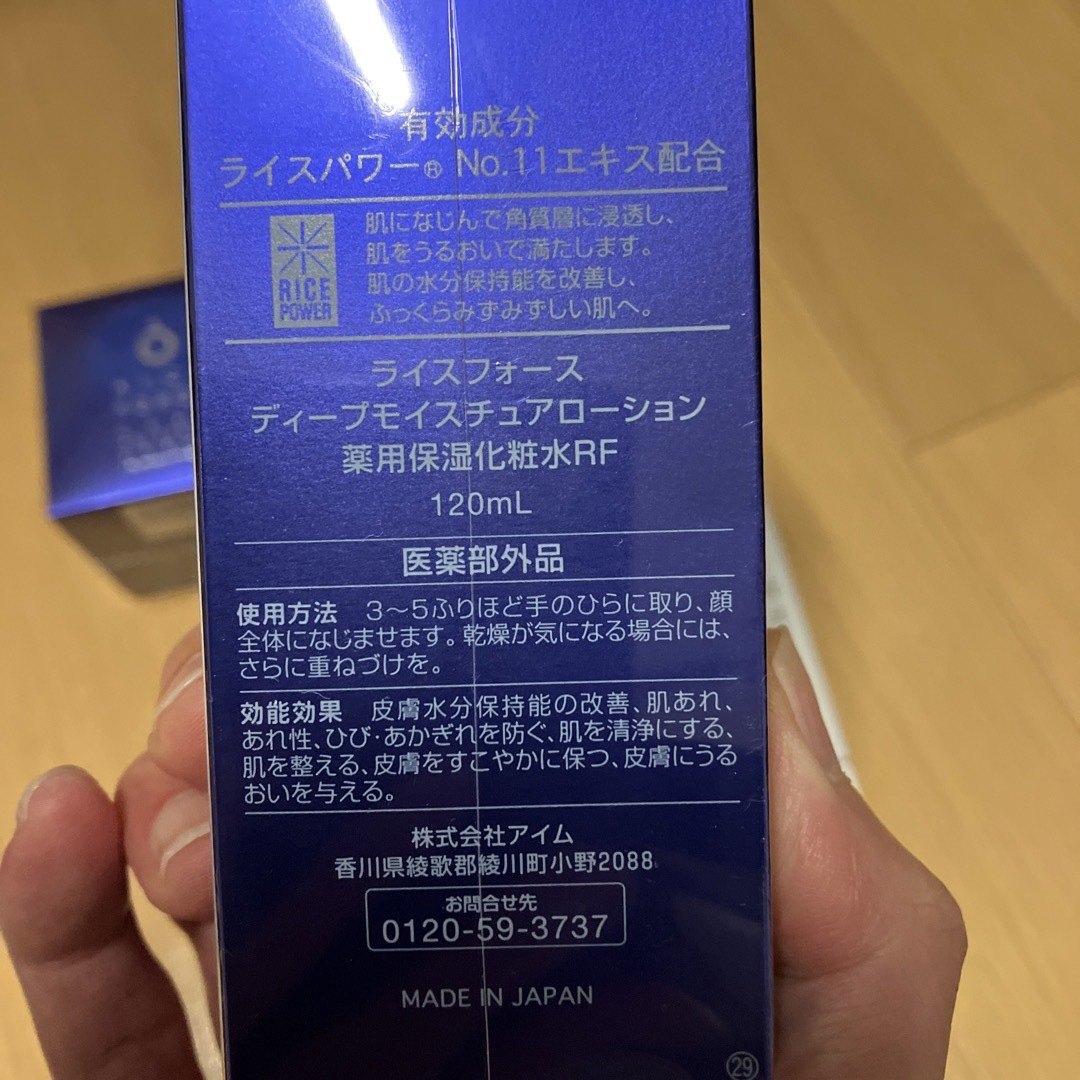 有効成分
ライスパワー® No.11エキス配合
肌になじんで角質層に浸透し、
肌をうるおいで満たします。
肌の水分保持能を改善し、
ふっくらみずみずしい肌へ。
RICE
POWER
ライスフォース
ディープモイスチュアローション
薬用保湿化粧水RF
120mL
医薬部外品
使用方法 3〜5ふりほど手のひらに取り、顔
全体になじませます。乾燥が気になる場合には、
さらに重ねづけを。
効能効果 皮膚水分保持能の改善、肌あれ、
あれ性、ひび・あかぎれを防ぐ、肌を清浄にする、
肌を整える、皮膚をすこやかに保つ、皮膚にうる
おいを与える。
株式会社アイム
香川県綾歌郡綾川町小野2088
お問合せ先
0120-59-3737
MADE IN JAPAN
㉙